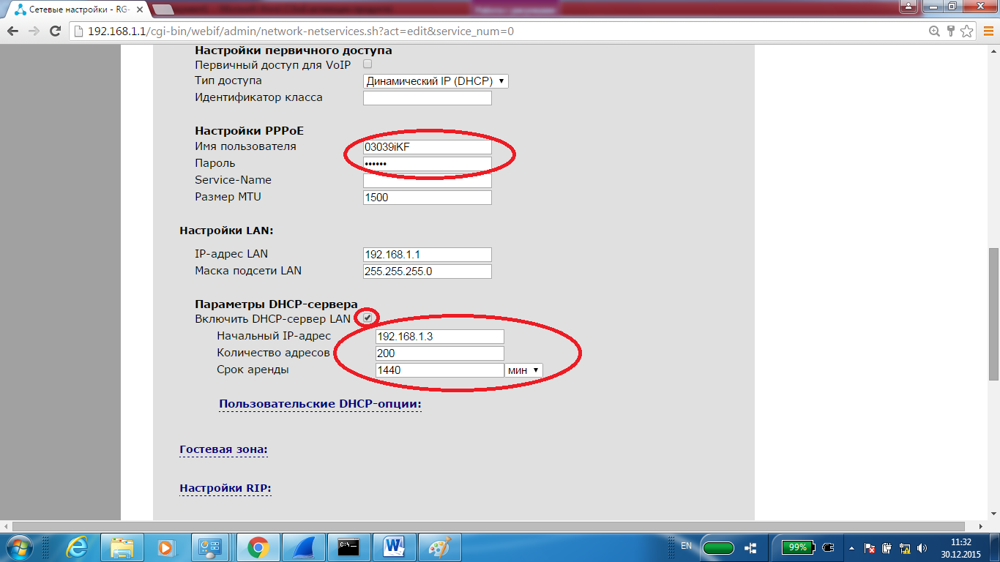 Сетевые настройки - RG-
192.168.1.1/cgi-bin/webif/admin/network-netservices.sh?act=edit&service_num=0
Настройки первичного доступа
Первичный доступ для VoIP
Тип доступа Динамический IP (DHCP)
Идентификатор класса
Настройки PPPoE
Имя пользователя 03039iKF
Пароль ••••••
Service-Name
Размер MTU 1500
Настройки LAN:
IP-адрес LAN 192.168.1.1
Маска подсети LAN 255.255.255.0
Параметры DHCP-сервера
Включить DHCP-сервер LAN
Начальный IP-адрес 192.168.1.3
Количество адресов 200
Срок аренды 1440 мин
Пользовательские DHCP-опции:
Гостевая зона:
Настройки RIP:
EN 99% 11:32
30.12.2015